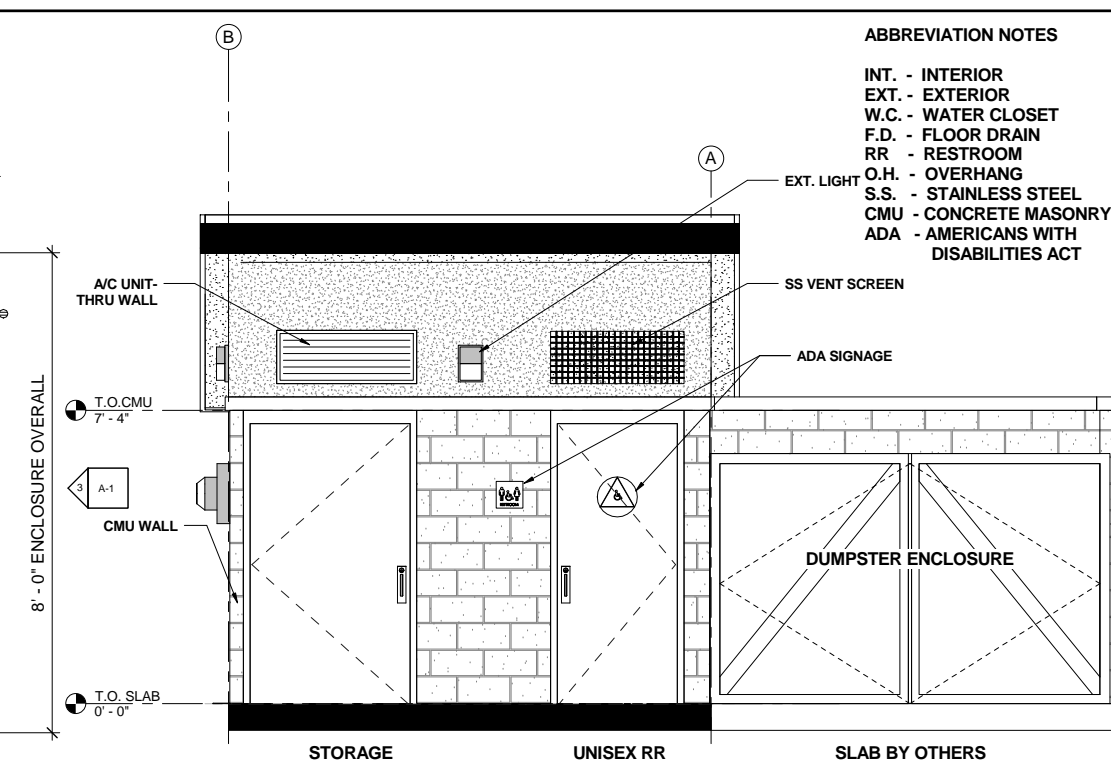 B
A
ABBREVIATION NOTES
INT. - INTERIOR
EXT. - EXTERIOR
W.C. - WATER CLOSET
F.D. - FLOOR DRAIN
RR - RESTROOM
O.H. - OVERHANG
S.S. - STAINLESS STEEL
CMU - CONCRETE MASONRY
ADA - AMERICANS WITH
DISABILITIES ACT
EXT. LIGHT
A/C UNIT-
THRU WALL
SS VENT SCREEN
ADA SIGNAGE
T.O.CMU
7' - 4"
8' - 0" ENCLOSURE OVERALL
3
A-1
CMU WALL
RESTROOM
DUMPSTER ENCLOSURE
T.O. SLAB
0' - 0"
STORAGE
UNISEX RR
SLAB BY OTHERS